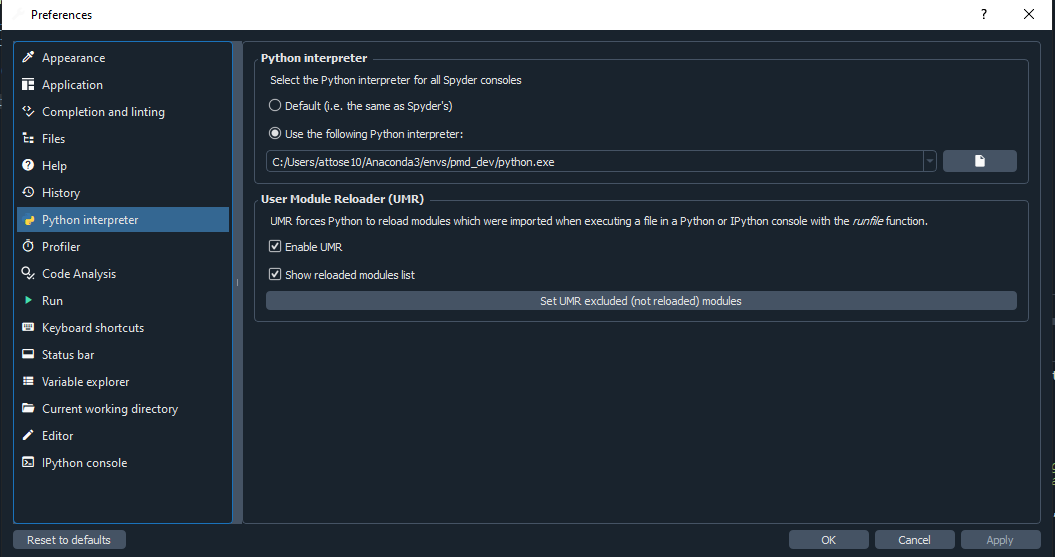 Preferences
?
Appearance
Application
Completion and linting
Files
Help
History
Python interpreter
Profiler
Code Analysis
Run
Keyboard shortcuts
Status bar
Variable explorer
Current working directory
Editor
IPython console
Python interpreter
Select the Python interpreter for all Spyder consoles
Default (i.e. the same as Spyder's)
Use the following Python interpreter:
C:/Users/attose10/Anaconda3/envs/pmd_dev/python.exe
User Module Reloader (UMR)
UMR forces Python to reload modules which were imported when executing a file in a Python or IPython console with the runfile function.
Enable UMR
Show reloaded modules list
Set UMR excluded (not reloaded) modules
Reset to defaults
OK
Cancel
Apply